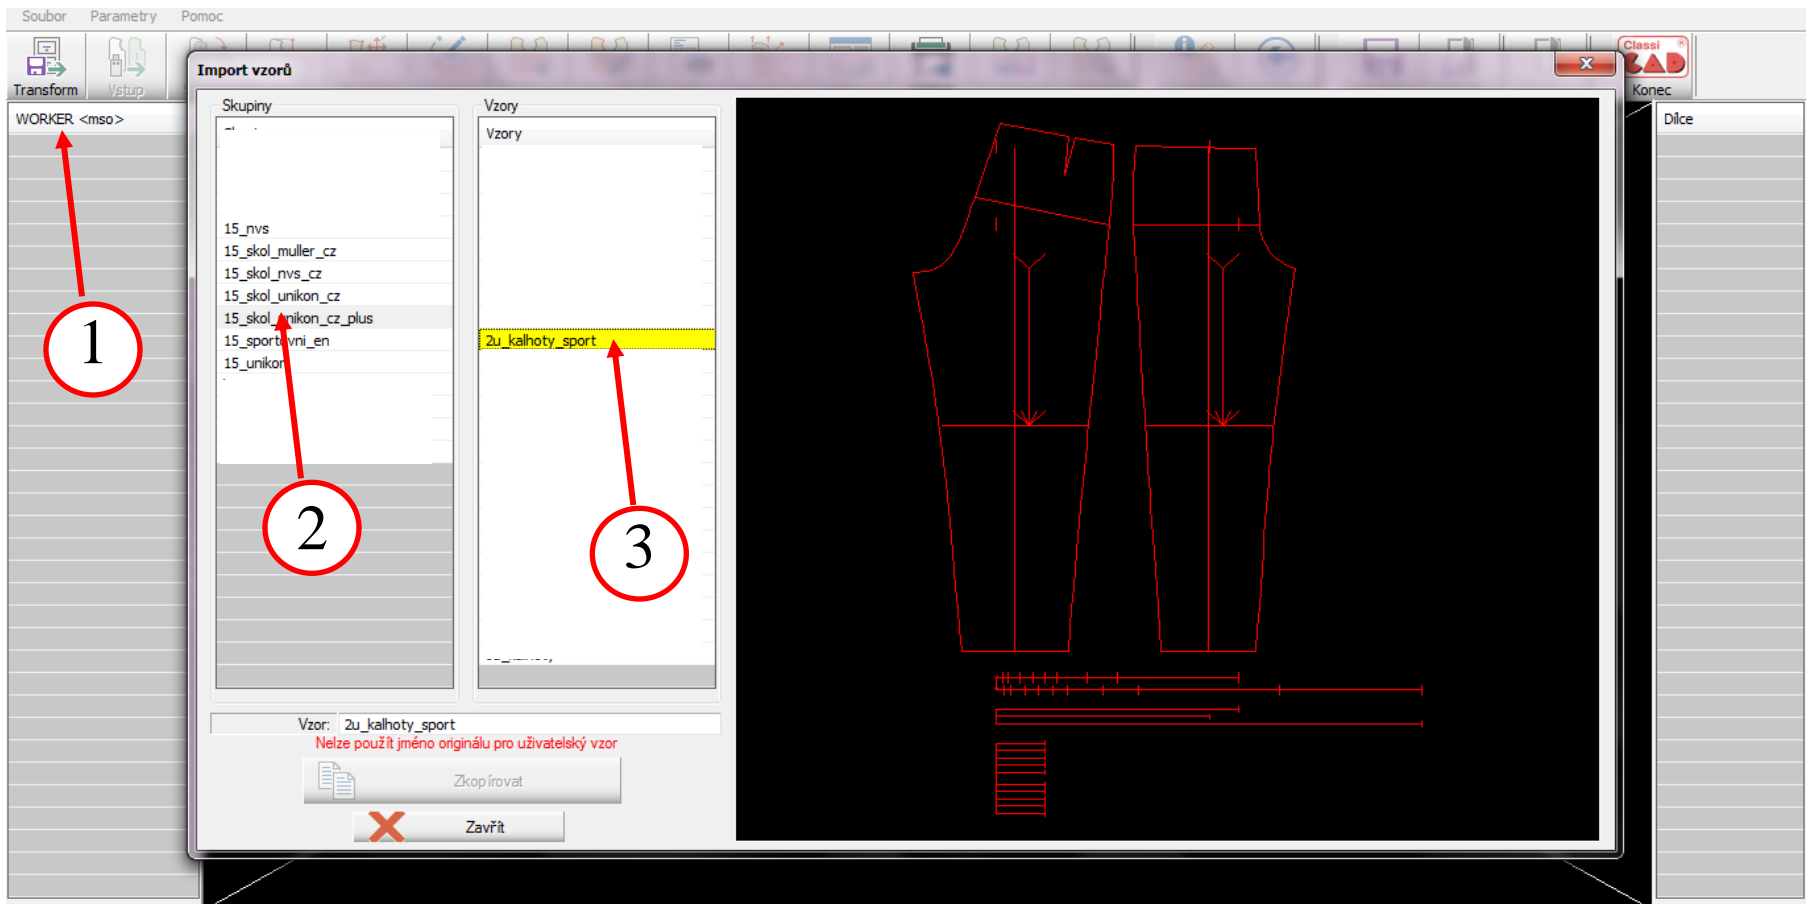 Soubor Parametry Pomoc
Transform Vstup
Classi ®
CAD
Konec
Import vzorů
WORKER <mso>
Dílce
Skupiny
15_nvs
15_skol_muller_cz
15_skol_nvs_cz
15_skol_unikon_cz
15_skol_unikon_cz_plus
15_sportovni_en
15_unikon
Vzory
Vzory
2u_kalhoty_sport
1
2
3
Vzor: 2u_kalhoty_sport
Nelze použít jméno originálu pro uživatelský vzor
Zkopírovat
Zavřít